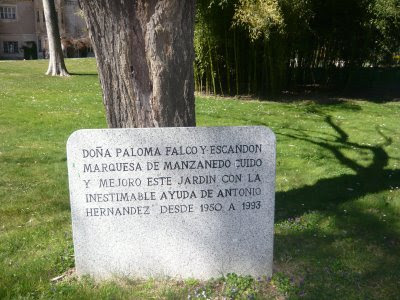 DOÑA PALOMA FALCO Y ESCANDON
MARQUESA DE MANZANEDO CUIDO
Y MEJORO ESTE JARDIN CON LA
INESTIMABLE AYUDA DE ANTONIO
HERNANDEZ DESDE 1950 A 1993